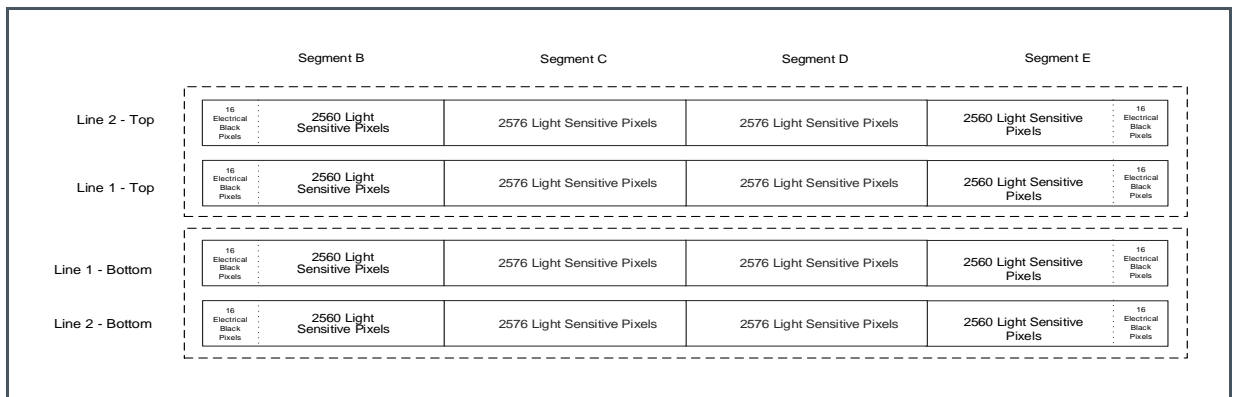 Segment B Segment C Segment D Segment E
Line 2 - Top
16
Electrical
Black
Pixels
2560 Light
Sensitive Pixels
2576 Light Sensitive Pixels
2576 Light Sensitive Pixels
2560 Light Sensitive
Pixels
16
Electrical
Black
Pixels
Line 1 - Top
16
Electrical
Black
Pixels
2560 Light
Sensitive Pixels
2576 Light Sensitive Pixels
2576 Light Sensitive Pixels
2560 Light Sensitive
Pixels
16
Electrical
Black
Pixels
Line 1 - Bottom
16
Electrical
Black
Pixels
2560 Light
Sensitive Pixels
2576 Light Sensitive Pixels
2576 Light Sensitive Pixels
2560 Light Sensitive
Pixels
16
Electrical
Black
Pixels
Line 2 - Bottom
16
Electrical
Black
Pixels
2560 Light
Sensitive Pixels
2576 Light Sensitive Pixels
2576 Light Sensitive Pixels
2560 Light Sensitive
Pixels
16
Electrical
Black
Pixels